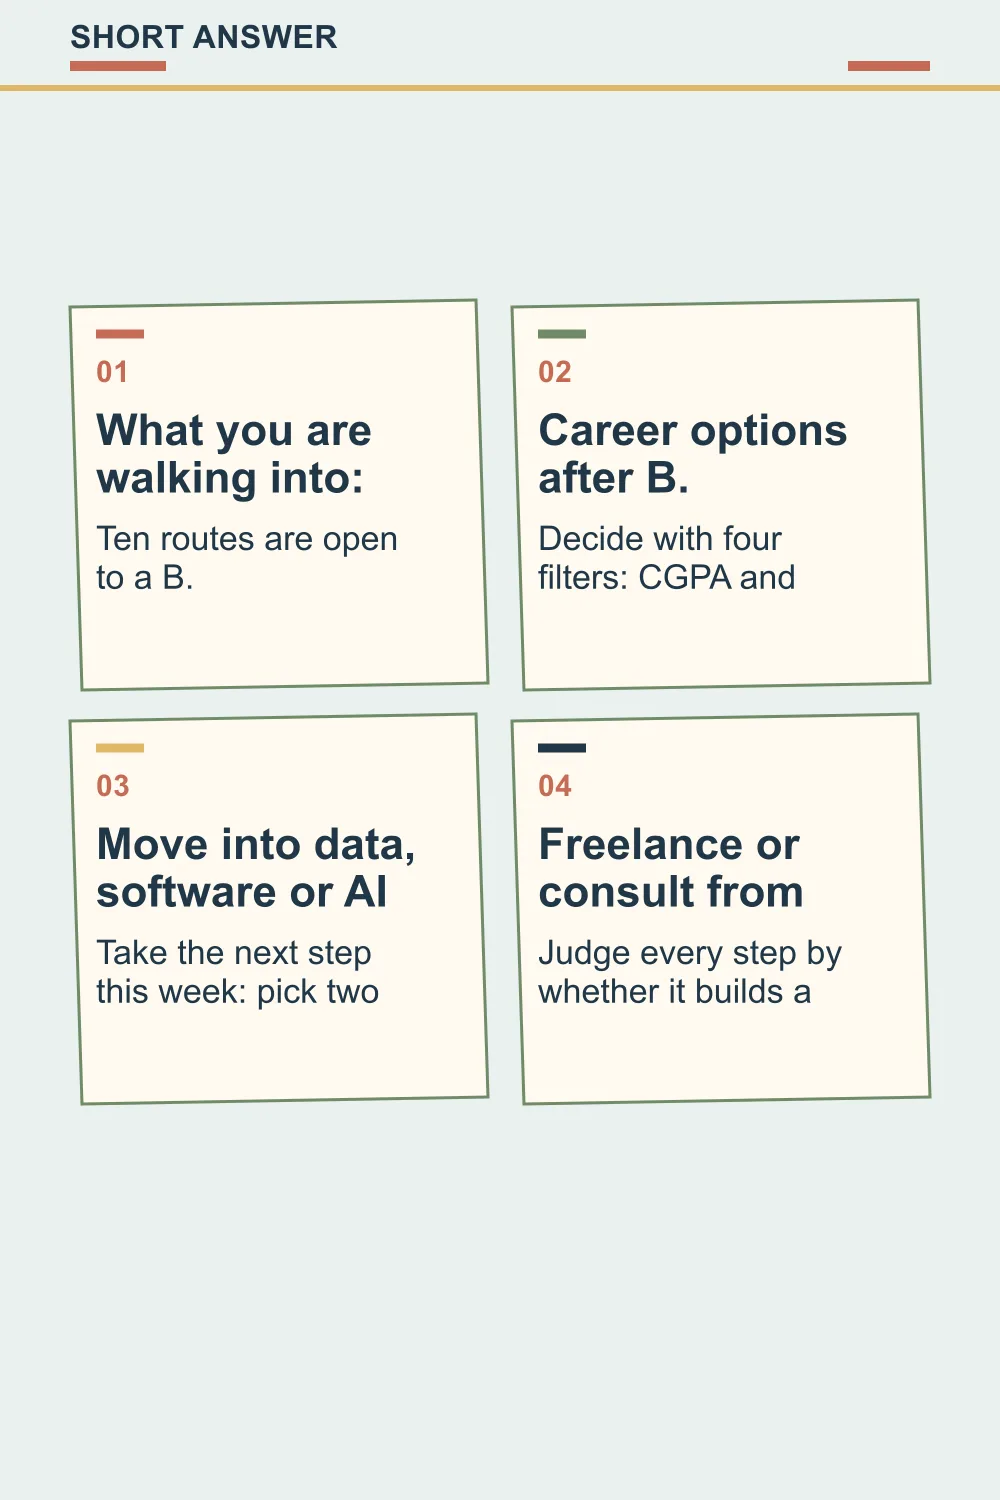 SHORT ANSWER
01
What you are
walking into:
Ten routes are open
to a B.
02
Career options
after B.
Decide with four
filters: CGPA and
03
Move into data,
software or AI
Take the next step
this week: pick two
04
Freelance or
consult from
Judge every step by
whether it builds a